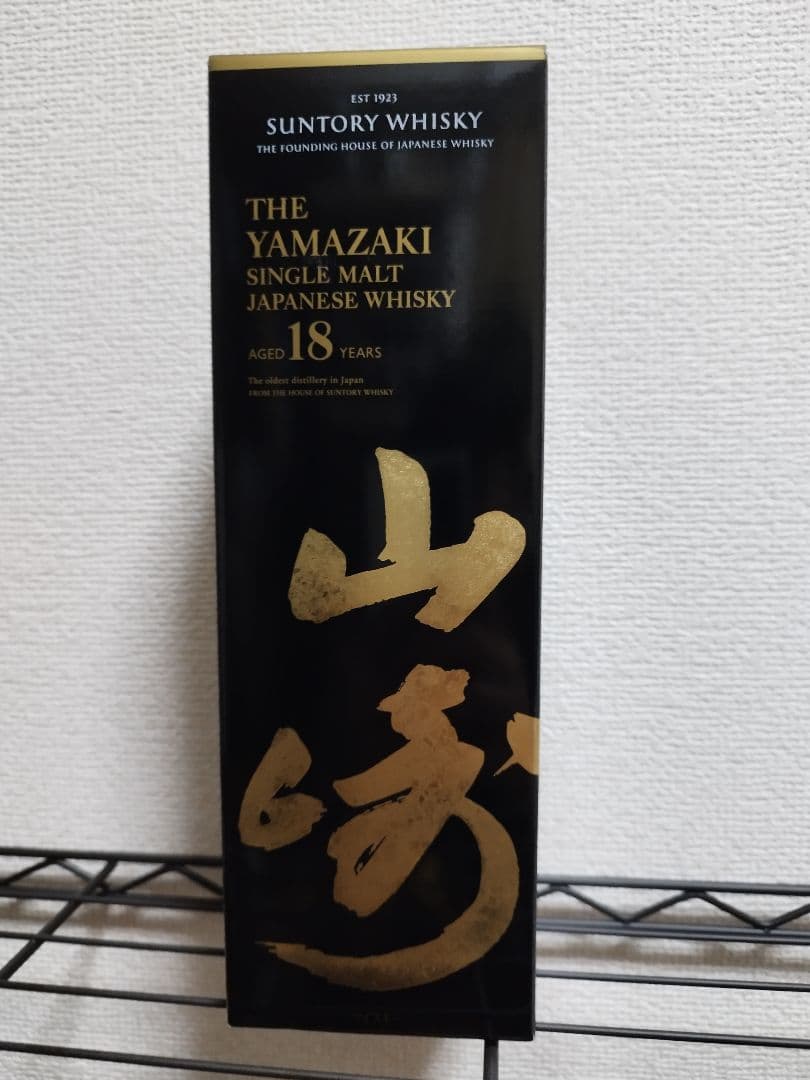 EST 1923
SUNTORY WHISKY
THE FOUNDING HOUSE OF JAPANESE WHISKY
THE
YAMAZAKI
SINGLE MALT
JAPANESE WHISKY
AGED 18 YEARS
The oldest distillery in Japan
FROM THE HOUSE OF SUNTORY WHISKY
山
崎